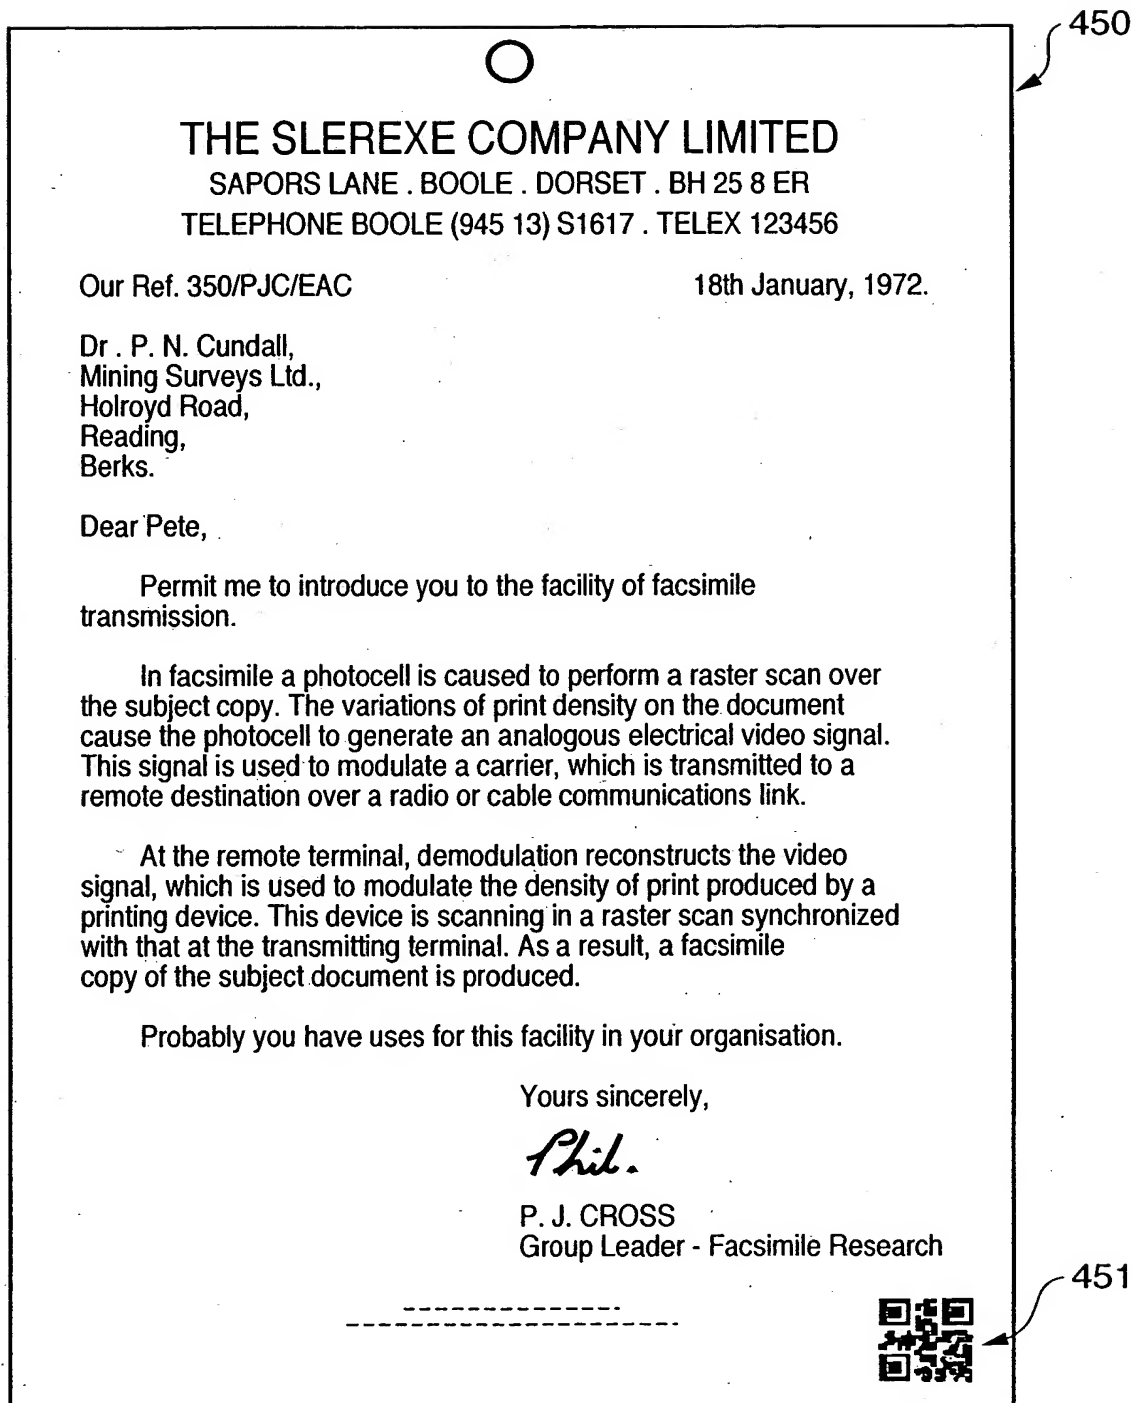 450
THE SLEREXE COMPANY LIMITED
SAPORS LANE . BOOLE . DORSET . BH 25 8 ER
TELEPHONE BOOLE (945 13) S1617 . TELEX 123456
Our Ref. 350/PJC/EAC 18th January, 1972.
Dr . P. N. Cundall,
Mining Surveys Ltd.,
Holroyd Road,
Reading,
Berks.
Dear Pete,
Permit me to introduce you to the facility of facsimile
transmission.
In facsimile a photocell is caused to perform a raster scan over
the subject copy. The variations of print density on the document
cause the photocell to generate an analogous electrical video signal.
This signal is used to modulate a carrier, which is transmitted to a
remote destination over a radio or cable communications link.
At the remote terminal, demodulation reconstructs the video
signal, which is used to modulate the density of print produced by a
printing device. This device is scanning in a raster scan synchronized
with that at the transmitting terminal. As a result, a facsimile
copy of the subject document is produced.
Probably you have uses for this facility in your organisation.
Yours sincerely,
Phil.
P. J. CROSS
Group Leader - Facsimile Research
451